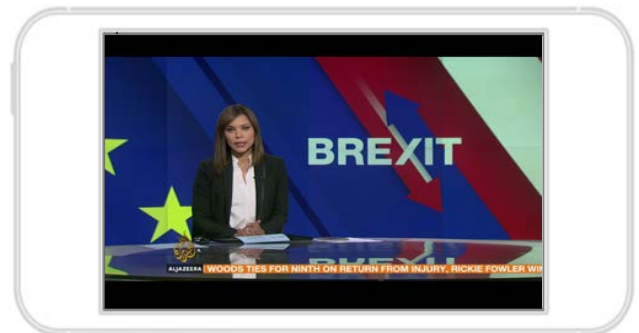 BREXIT
ALJAZEERA WOODS TIES FOR NINTH ON RETURN FROM INJURY, RICKIE FOWLER WIN